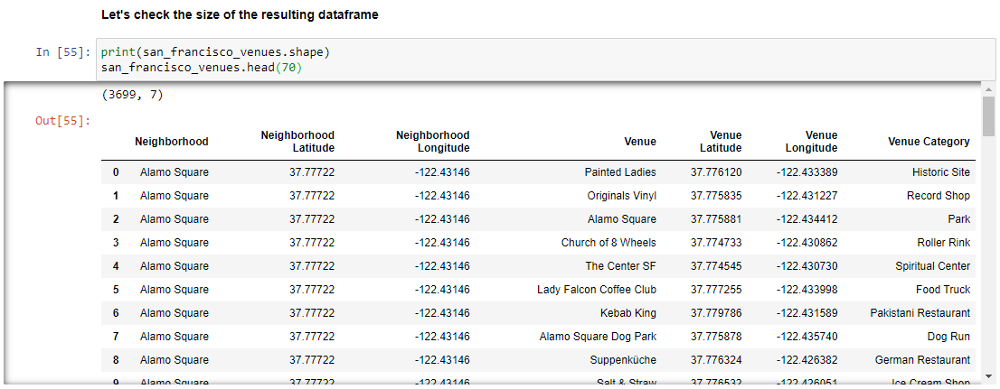 Let's check the size of the resulting dataframe
In [55]: print(san_francisco_venues.shape)
san_francisco_venues.head(70)
(3699, 7)
Out[55]:
Neighborhood Neighborhood Latitude Neighborhood Longitude Venue Venue Latitude Venue Longitude Venue Category
0 Alamo Square 37.77722 -122.43146 Painted Ladies 37.776120 -122.433389 Historic Site
1 Alamo Square 37.77722 -122.43146 Originals Vinyl 37.775835 -122.431227 Record Shop
2 Alamo Square 37.77722 -122.43146 Alamo Square 37.775881 -122.434412 Park
3 Alamo Square 37.77722 -122.43146 Church of 8 Wheels 37.774733 -122.430862 Roller Rink
4 Alamo Square 37.77722 -122.43146 The Center SF 37.774545 -122.430730 Spiritual Center
5 Alamo Square 37.77722 -122.43146 Lady Falcon Coffee Club 37.777255 -122.433998 Food Truck
6 Alamo Square 37.77722 -122.43146 Kebab King 37.779786 -122.431589 Pakistani Restaurant
7 Alamo Square 37.77722 -122.43146 Alamo Square Dog Park 37.775878 -122.435740 Dog Run
8 Alamo Square 37.77722 -122.43146 Suppenküche 37.776324 -122.426382 German Restaurant
9 Alamo Square 37.77722 -122.43146 Salt & Straw 37.776532 -122.426051 Ice Cream Shop